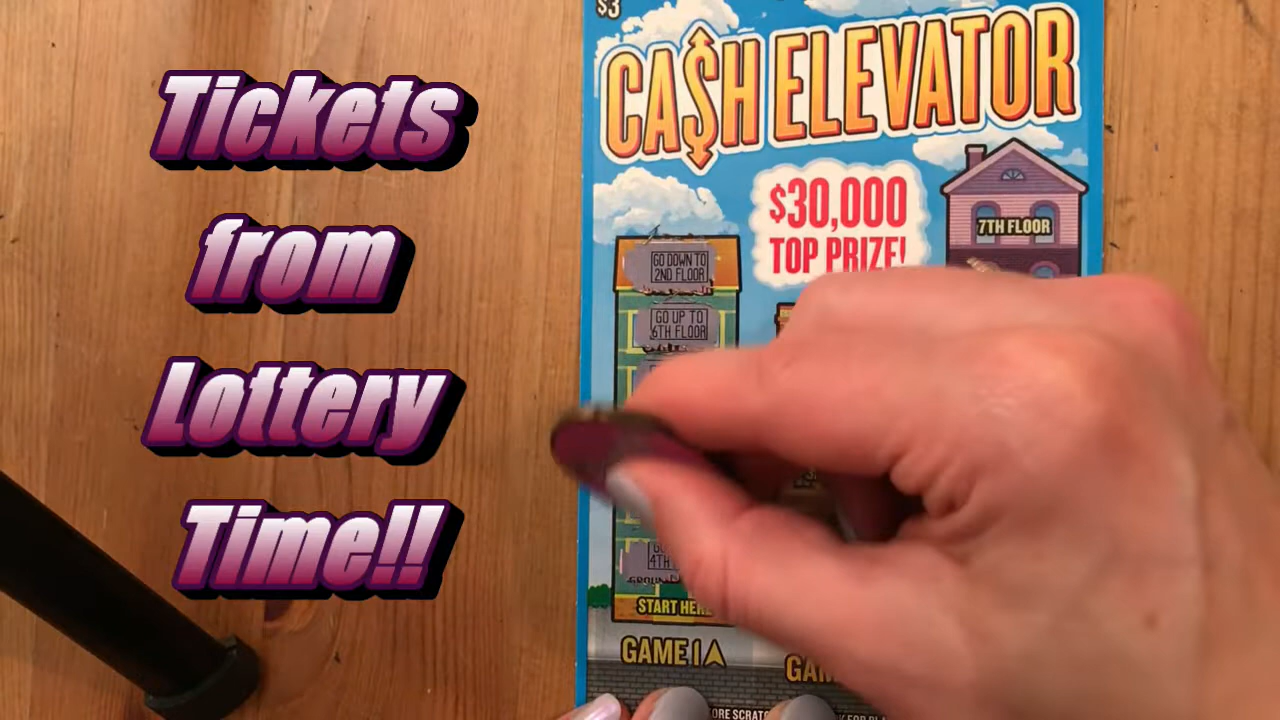 Tickets
from
Lottery
Time!!
$3
CA$H ELEVATOR
$30,000
TOP PRIZE!
7TH FLOOR
GO DOWN TO
2ND FLOOR
GO UP TO
6TH FLOOR
4TH
START HERE
GAME 1